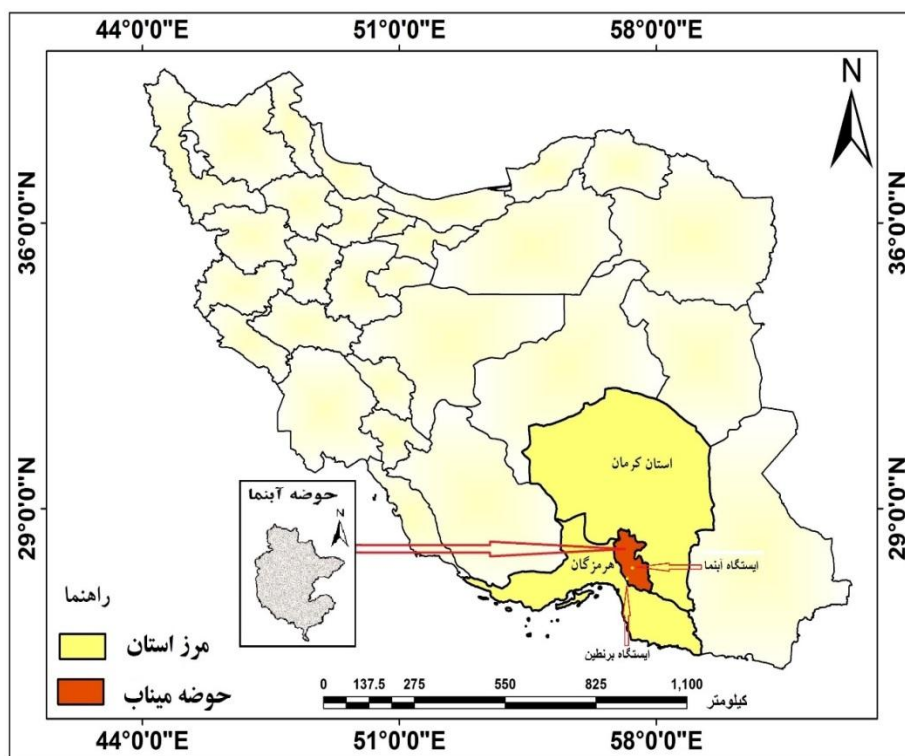 44°0'0"E 51°0'0"E 58°0'0"E
N
36°0'0"N 36°0'0"N
استان کرمان
29°0'0"N 29°0'0"N
حوضه آبنما
N
هرمزگان
ایستگاه آبنما
ایستگاه برنطین
راهنما
مرز استان
حوضه میناب
0 137.5 275 550 825 1,100
کیلومتر
44°0'0"E 51°0'0"E 58°0'0"E